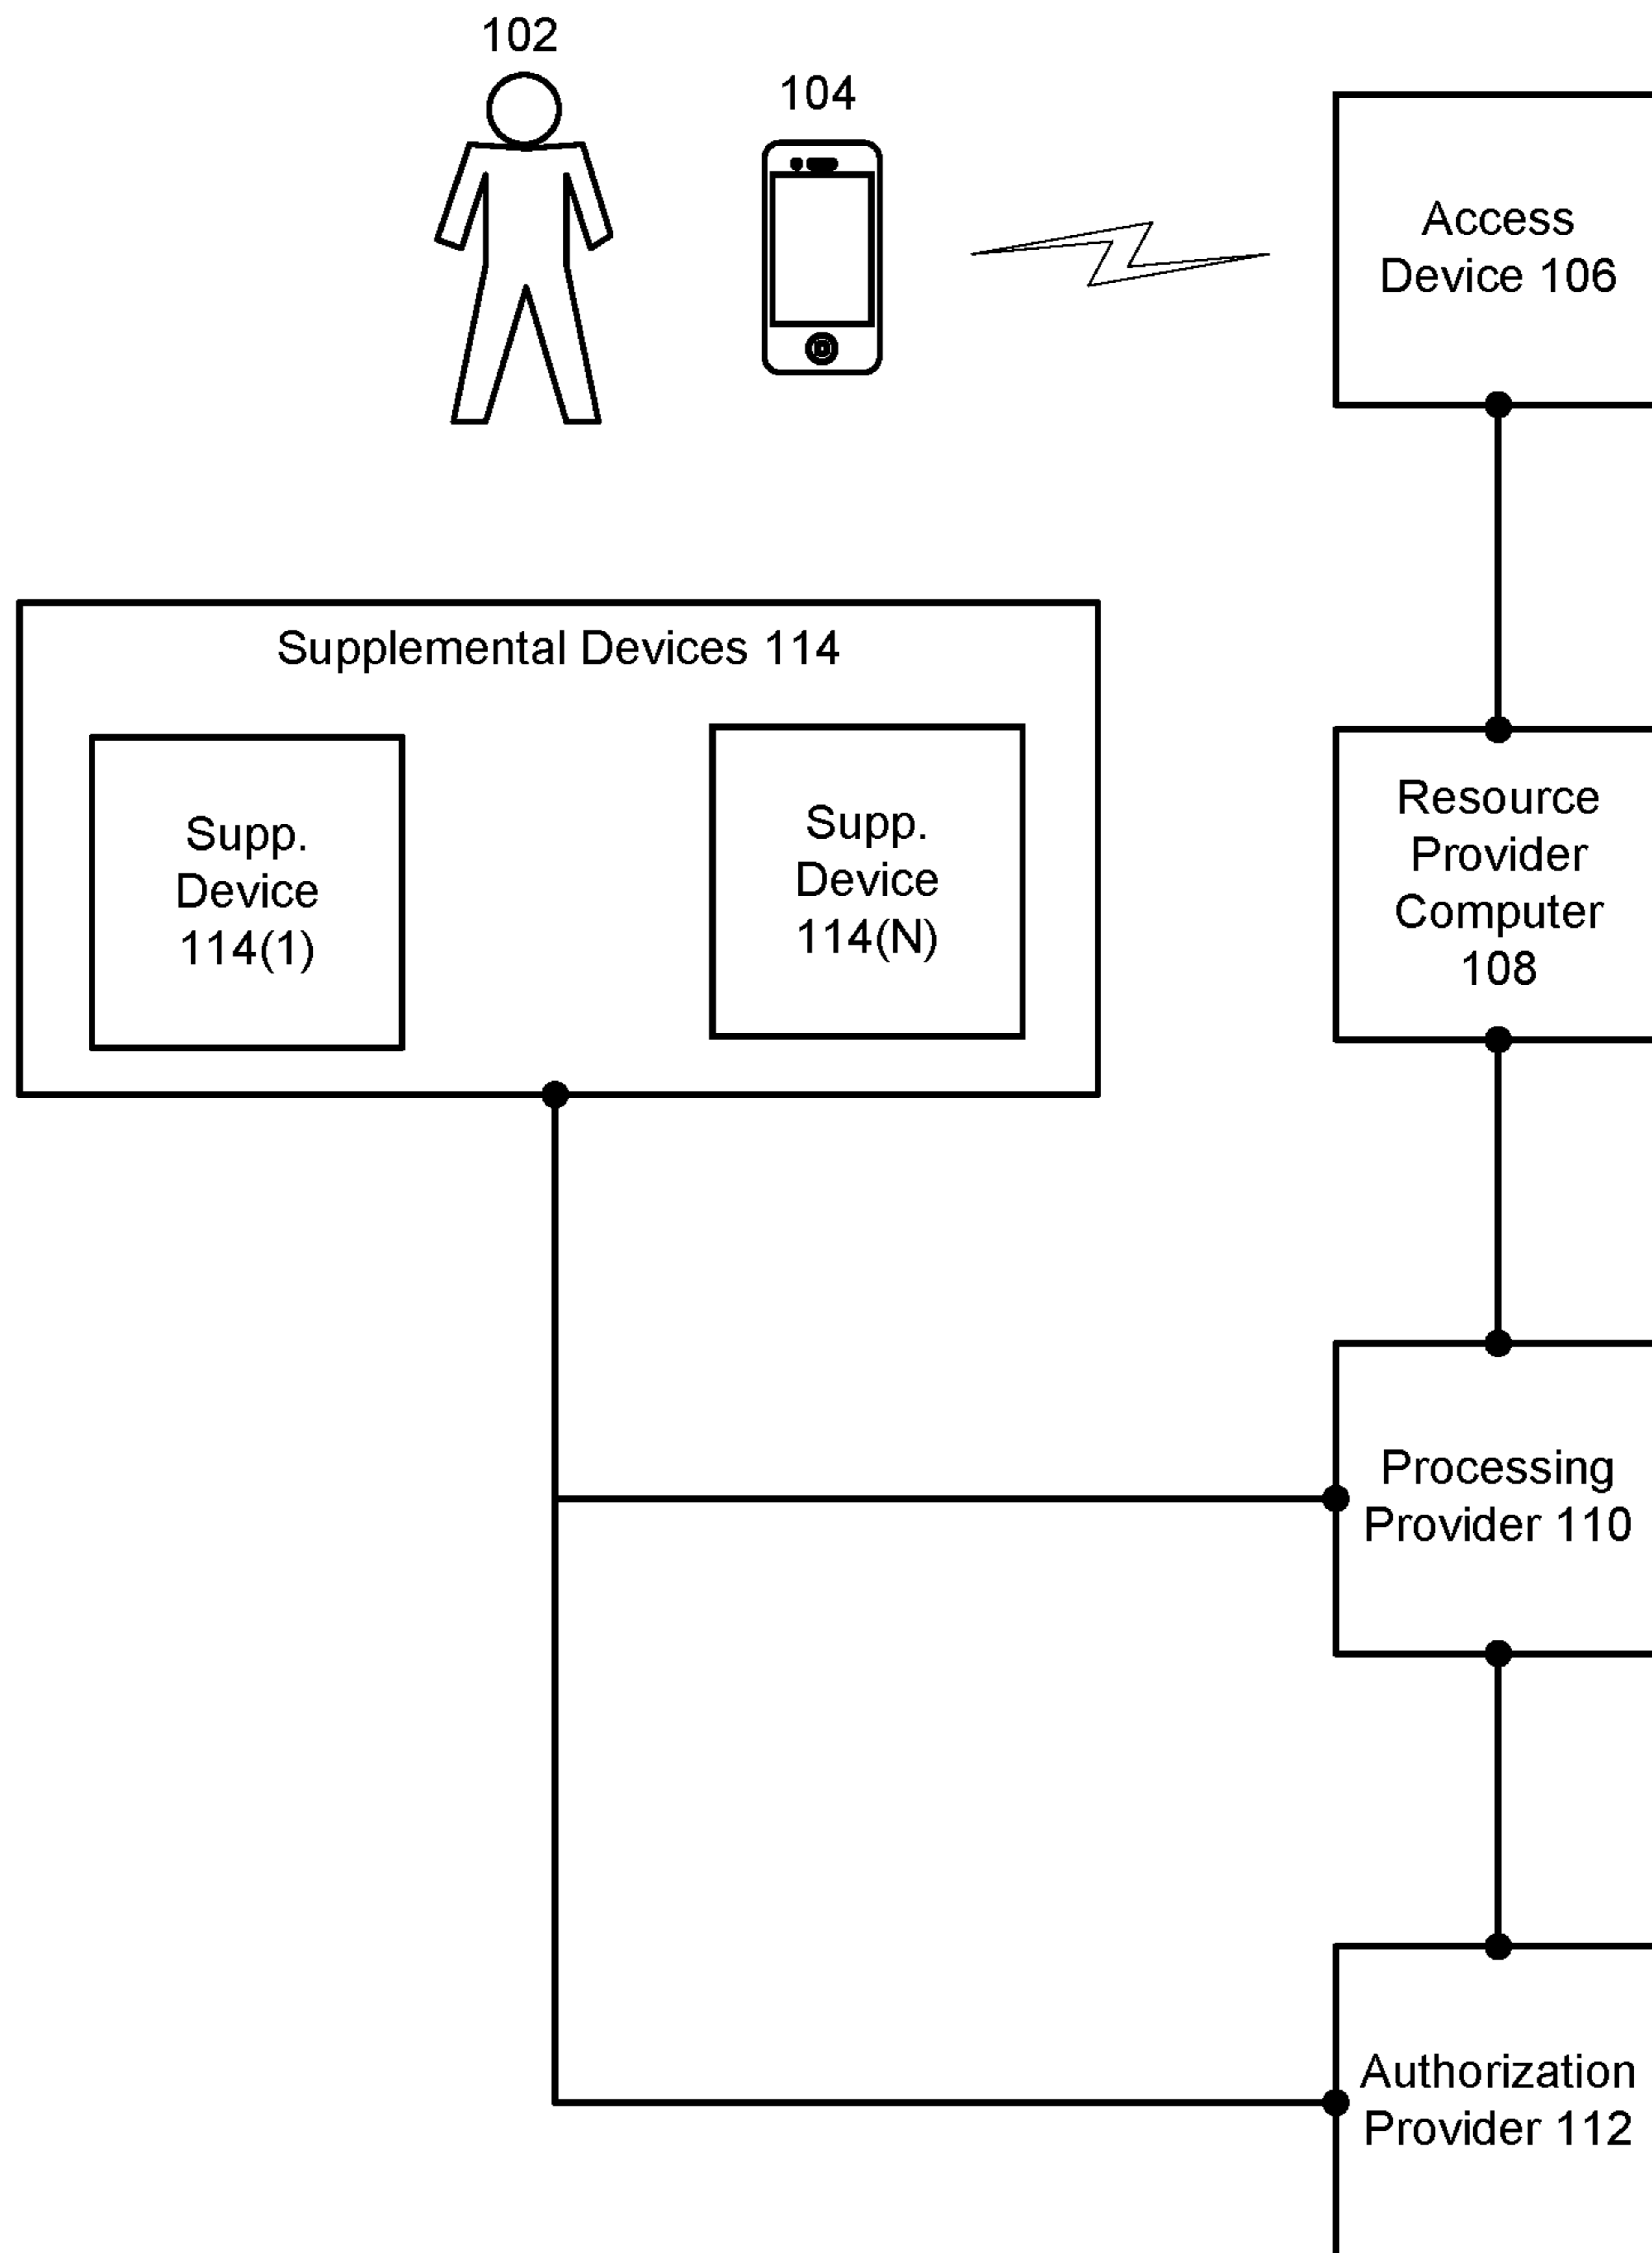 102
104
Access
Device 106
Supplemental Devices 114
Supp.
Device
114(1)
Supp.
Device
114(N)
Resource
Provider
Computer
108
Processing
Provider 110
Authorization
Provider 112